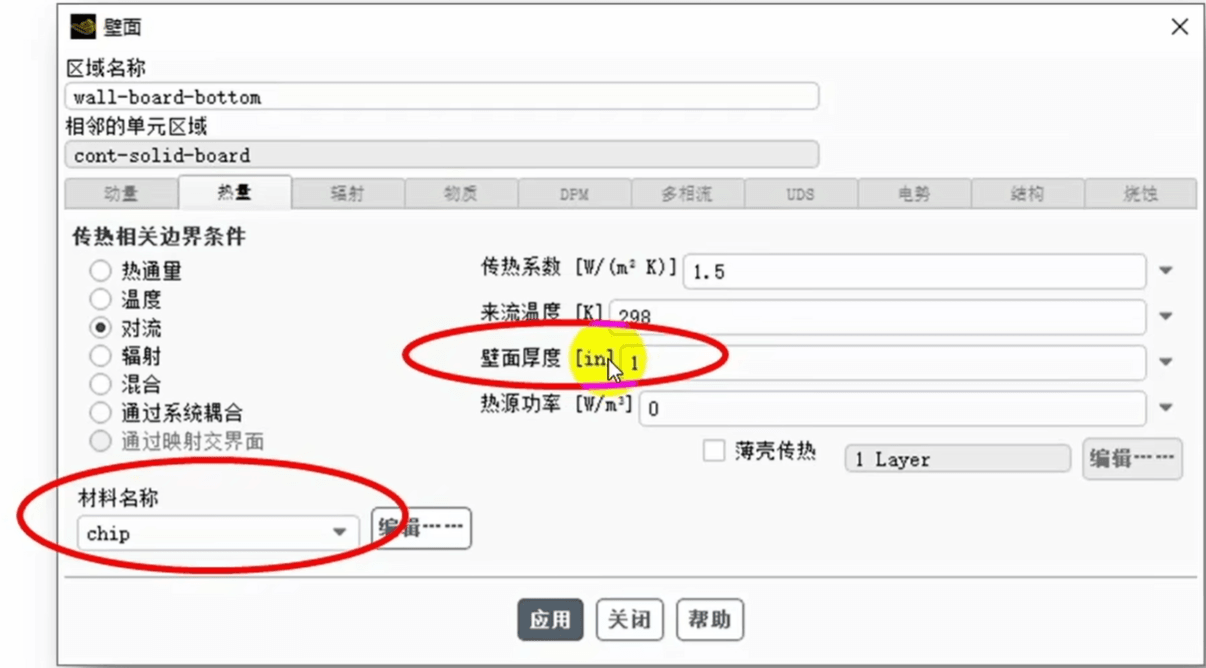 壁面
区域名称
wall-board-bottom
相邻的单元区域
cont-solid-board
动量 热量 辐射 物质 DPM 多相流 UDS 电势 结构 烧蚀
传热相关边界条件
热通量
温度
对流
辐射
混合
通过系统耦合
通过映射交界面
传热系数 [W/(m² K)] 1.5
来流温度 [K] 298
壁面厚度 [in] 1
热源功率 [W/m³] 0
薄壳传热 1 Layer 编辑……
材料名称
chip 编辑……
应用 关闭 帮助